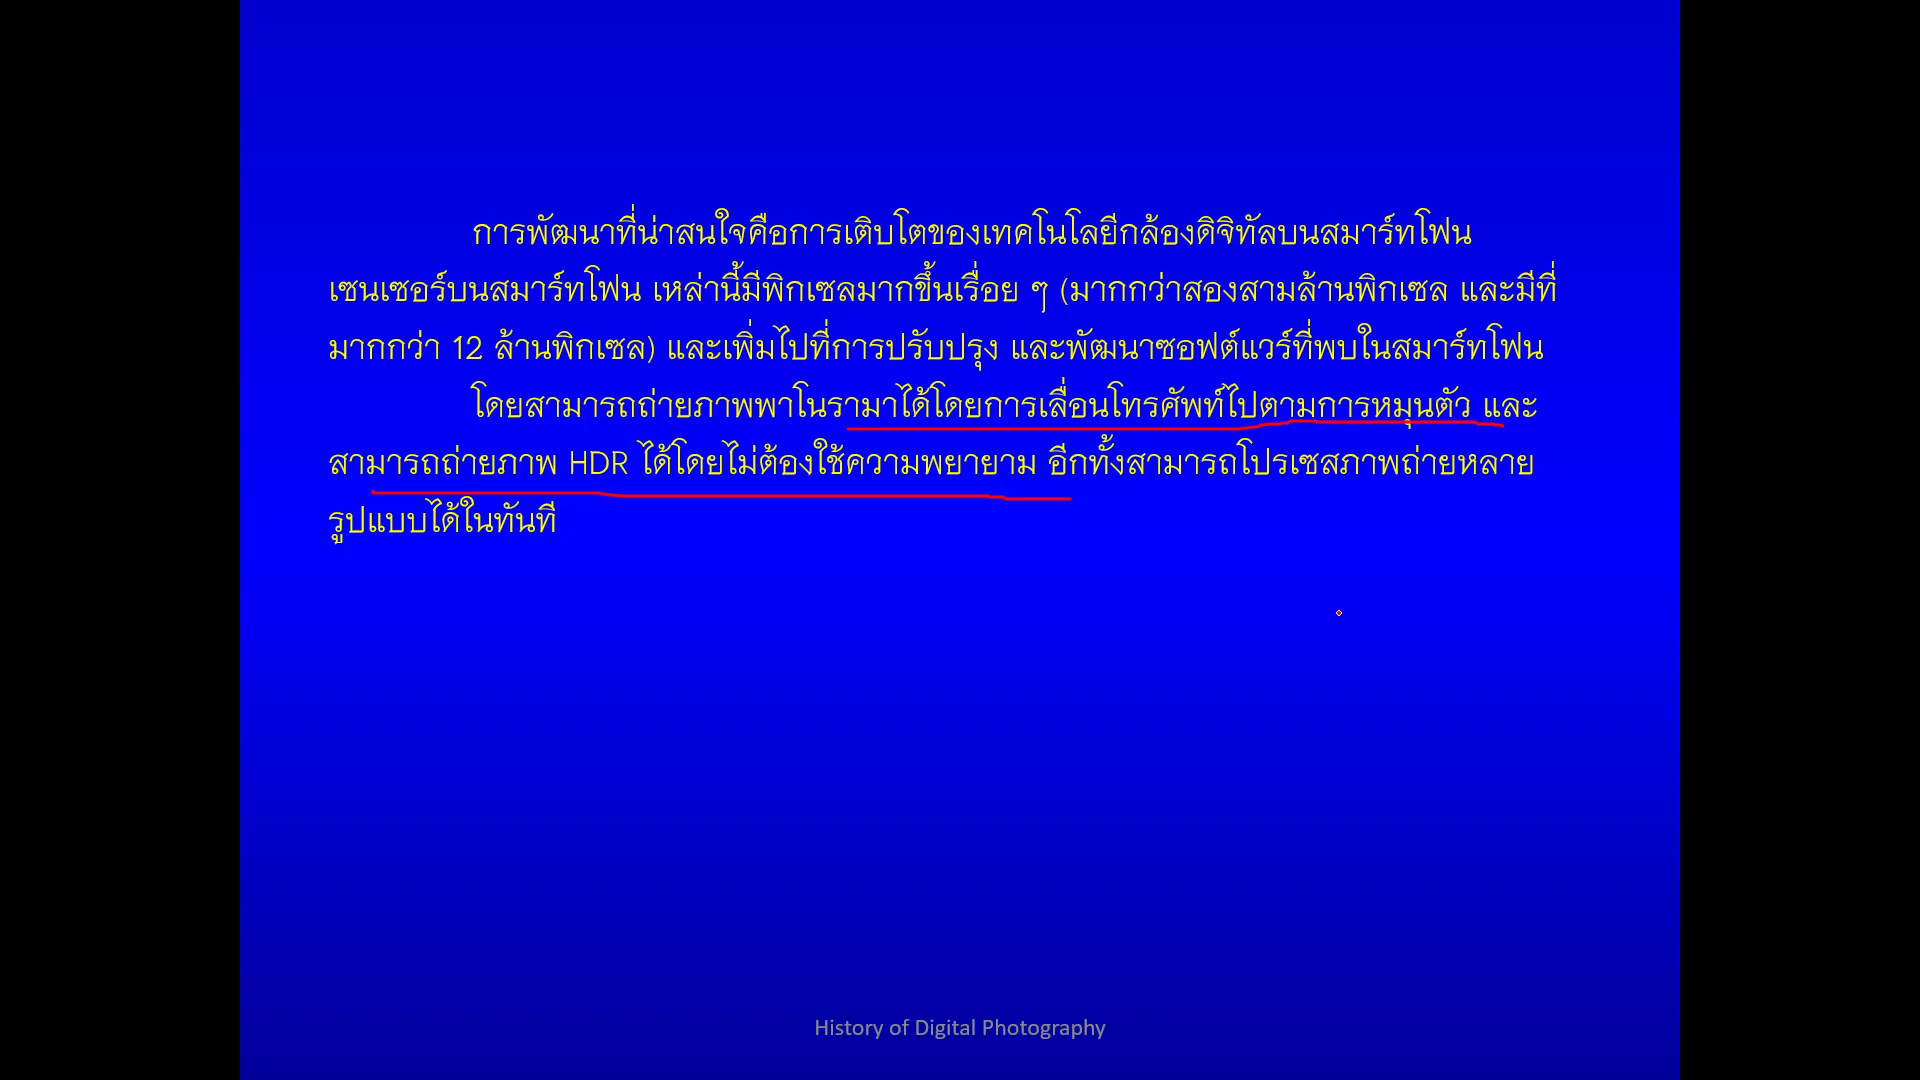 การพัฒนาที่น่าสนใจคือการเติบโตของเทคโนโลยีกล้องดิจิทัลบนสมาร์ทโฟน
เซนเซอร์บนสมาร์ทโฟน เหล่านี้มีพิกเซลมากขึ้นเรื่อย ๆ (มากกว่าสองสามล้านพิกเซล และมีที่
มากกว่า 12 ล้านพิกเซล) และเพิ่มไปที่การปรับปรุง และพัฒนาซอฟต์แวร์ที่พบในสมาร์ทโฟน
โดยสามารถถ่ายภาพพาโนรามาได้โดยการเลื่อนโทรศัพท์ไปตามการหมุนตัว และ
สามารถถ่ายภาพ HDR ได้โดยไม่ต้องใช้ความพยายาม อีกทั้งสามารถโปรเซสภาพถ่ายหลาย
รูปแบบได้ในทันที
History of Digital Photography